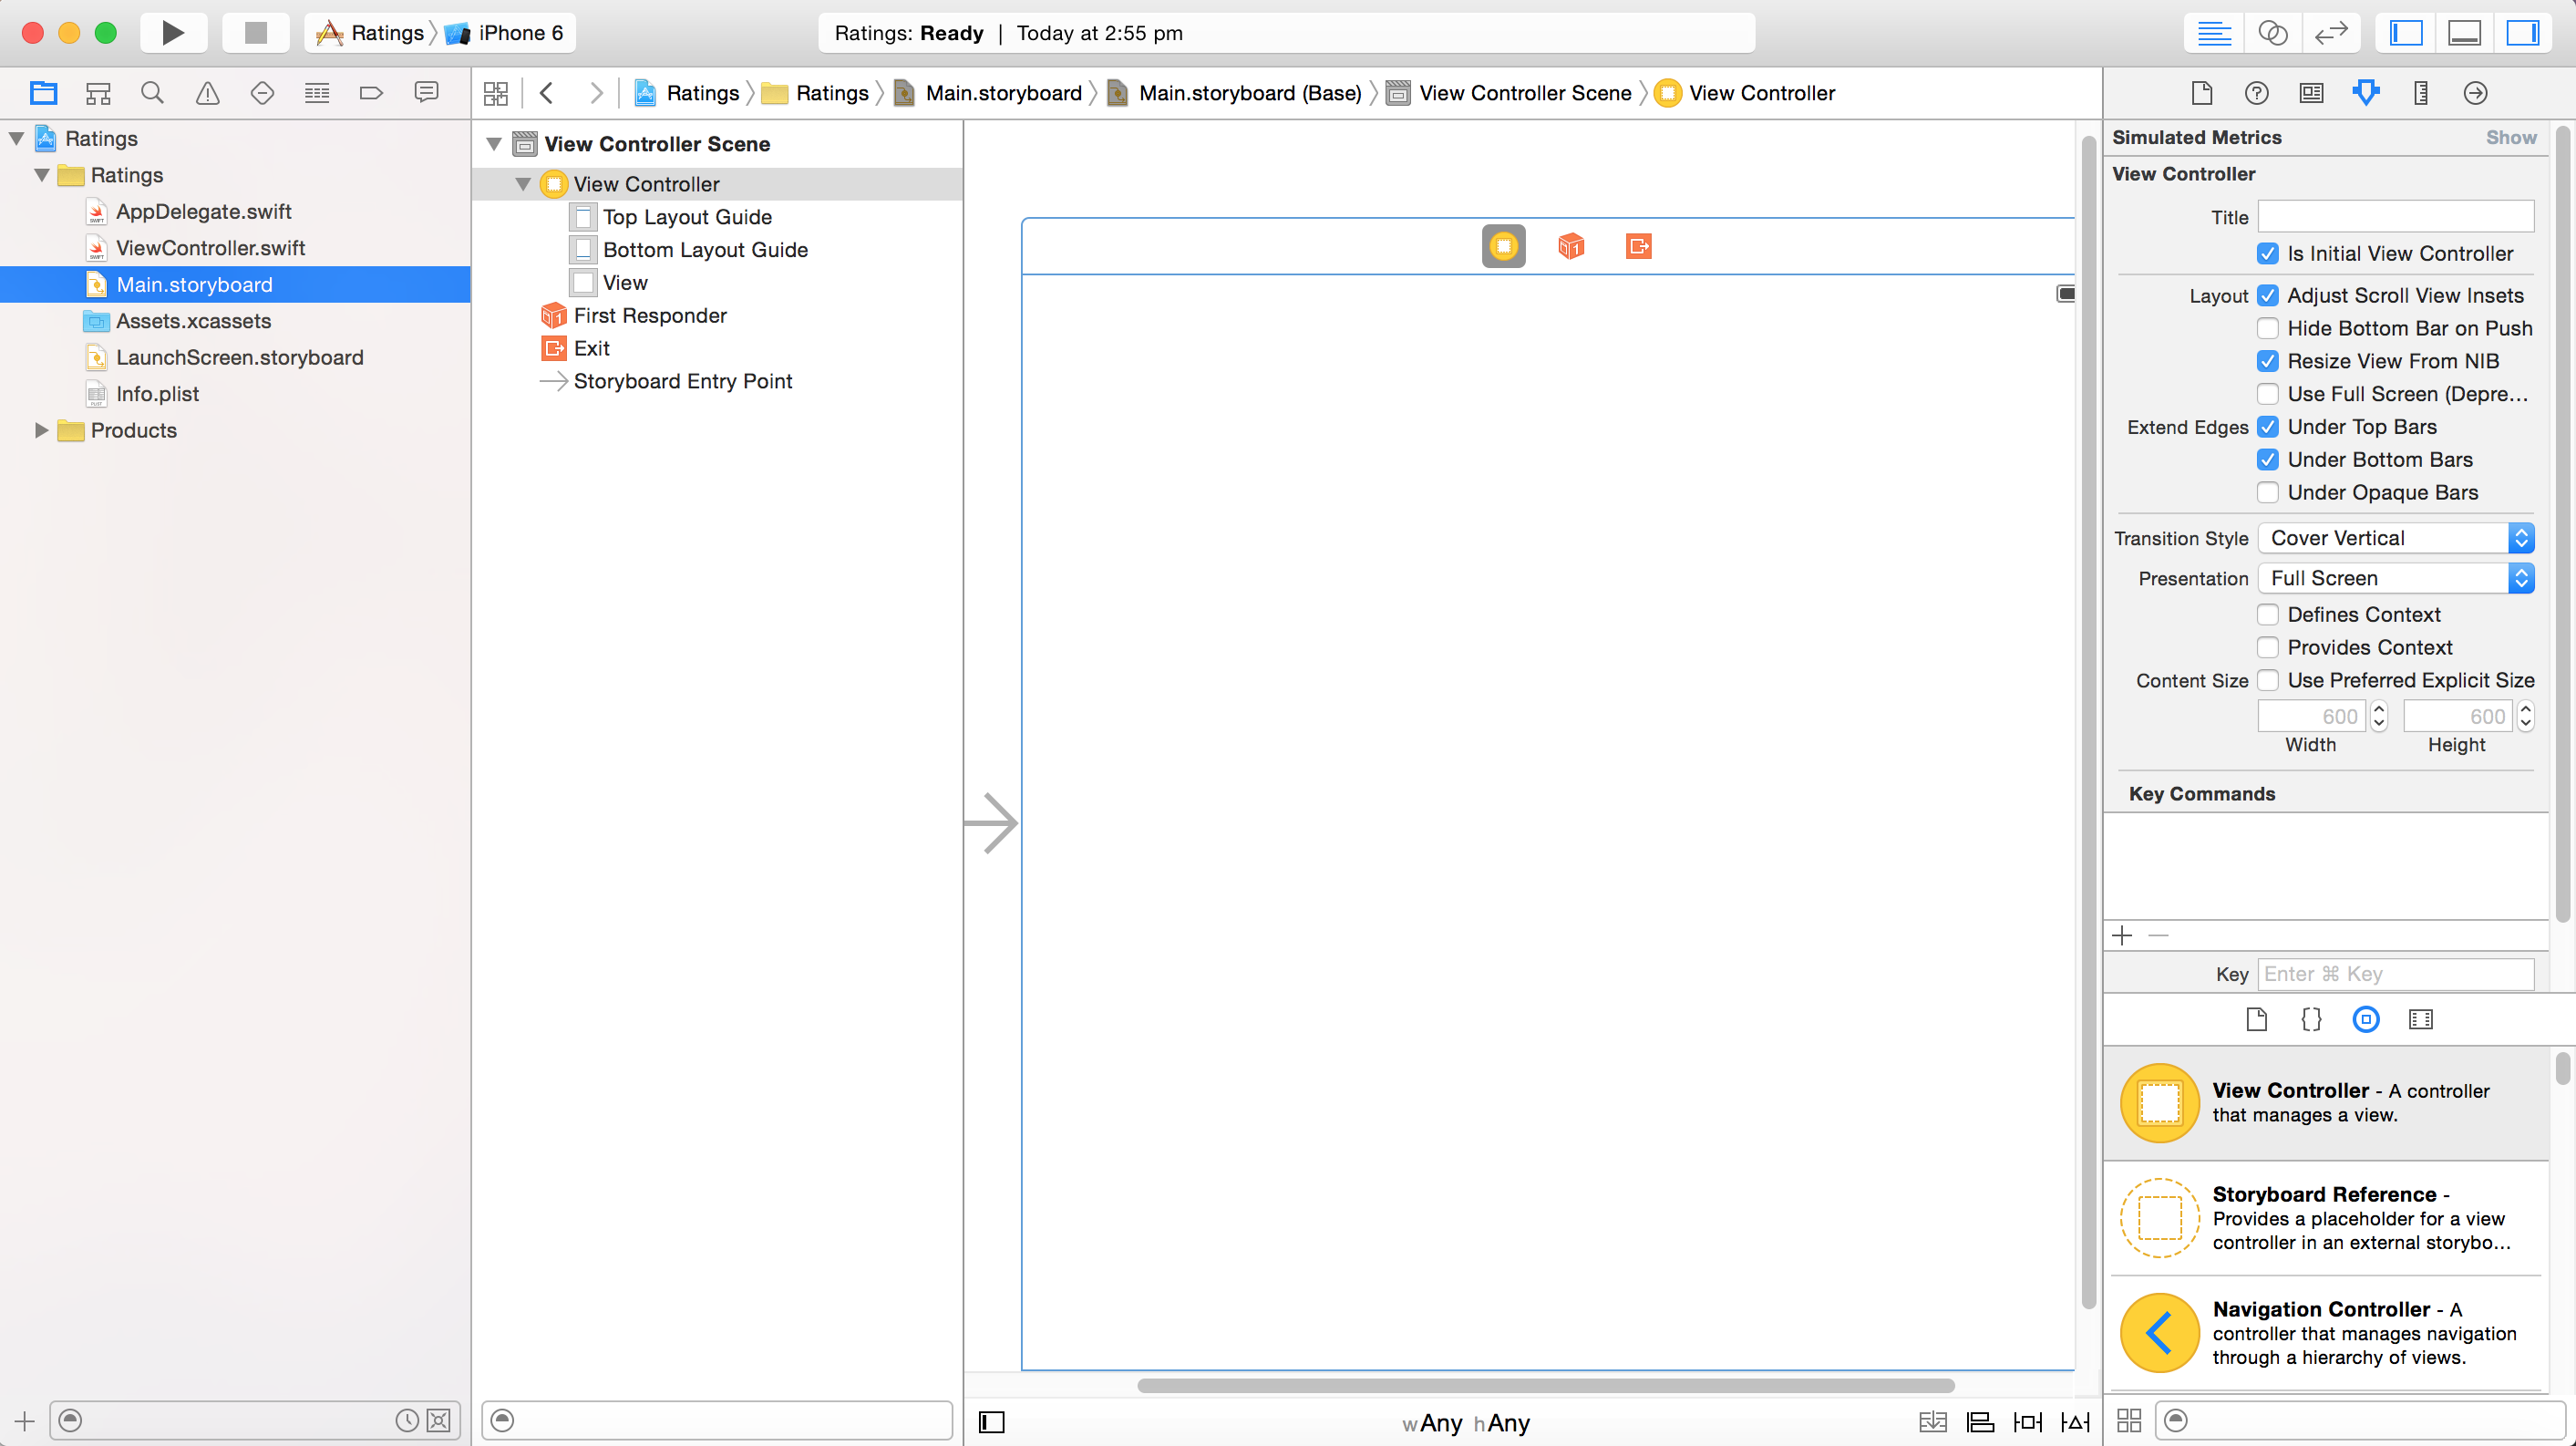 Ratings
iPhone 6
Ratings: Ready | Today at 2:55 pm
Ratings
Ratings
Main.storyboard
Main.storyboard (Base)
View Controller Scene
View Controller
Ratings
Ratings
AppDelegate.swift
ViewController.swift
Main.storyboard
Assets.xcassets
LaunchScreen.storyboard
Info.plist
Products
View Controller Scene
View Controller
Top Layout Guide
Bottom Layout Guide
View
First Responder
Exit
Storyboard Entry Point
wAny hAny
Simulated Metrics Show
View Controller
Title
Is Initial View Controller
Layout Adjust Scroll View Insets
Hide Bottom Bar on Push
Resize View From NIB
Use Full Screen (Depre...
Extend Edges Under Top Bars
Under Bottom Bars
Under Opaque Bars
Transition Style Cover Vertical
Presentation Full Screen
Defines Context
Provides Context
Content Size Use Preferred Explicit Size
600 600
Width Height
Key Commands
Key Enter ⌘ Key
View Controller - A controller
that manages a view.
Storyboard Reference -
Provides a placeholder for a view
controller in an external storybo...
Navigation Controller - A
controller that manages navigation
through a hierarchy of views.